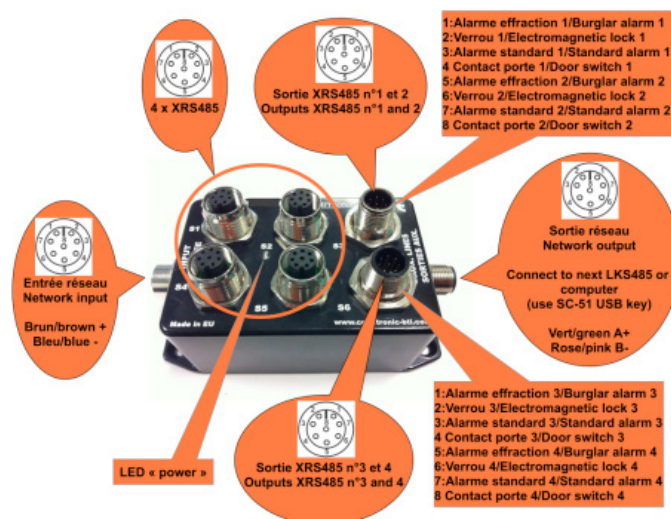 4 x XRS485
Sortie XRS485 n°1 et 2
Outputs XRS485 n°1 and 2
1:Alarme effraction 1/Burglar alarm 1
2:Verrou 1/Electromagnetic lock 1
3:Alarme standard 1/Standard alarm 1
4 Contact porte 1/Door switch 1
5:Alarme effraction 2/Burglar alarm 2
6:Verrou 2/Electromagnetic lock 2
7:Alarme standard 2/Standard alarm 2
8 Contact porte 2/Door switch 2
Entrée réseau
Network input
Brun/brown +
Bleu/blue -
S1
S2
S4
S5
S6
INPUT
SORTIES AUX.
Made in EU
Sortie réseau
Network output
Connect to next LKS485 or
computer
(use SC-51 USB key)
Vert/green A+
Rose/pink B-
LED « power »
Sortie XRS485 n°3 et 4
Outputs XRS485 n°3 and 4
1:Alarme effraction 3/Burglar alarm 3
2:Verrou 3/Electromagnetic lock 3
3:Alarme standard 3/Standard alarm 3
4 Contact porte 3/Door switch 3
5:Alarme effraction 4/Burglar alarm 4
6:Verrou 4/Electromagnetic lock 4
7:Alarme standard 4/Standard alarm 4
8 Contact porte 4/Door switch 4